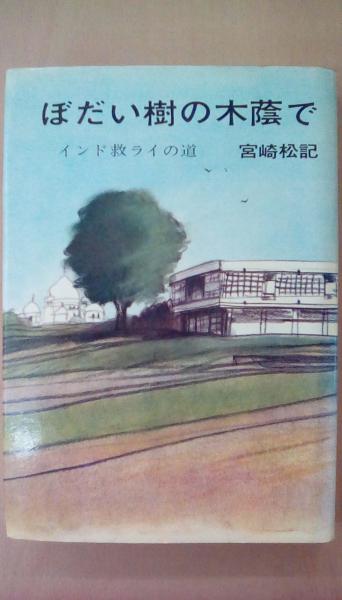 ぼだい樹の木蔭で
インド救ライの道 宮崎松記